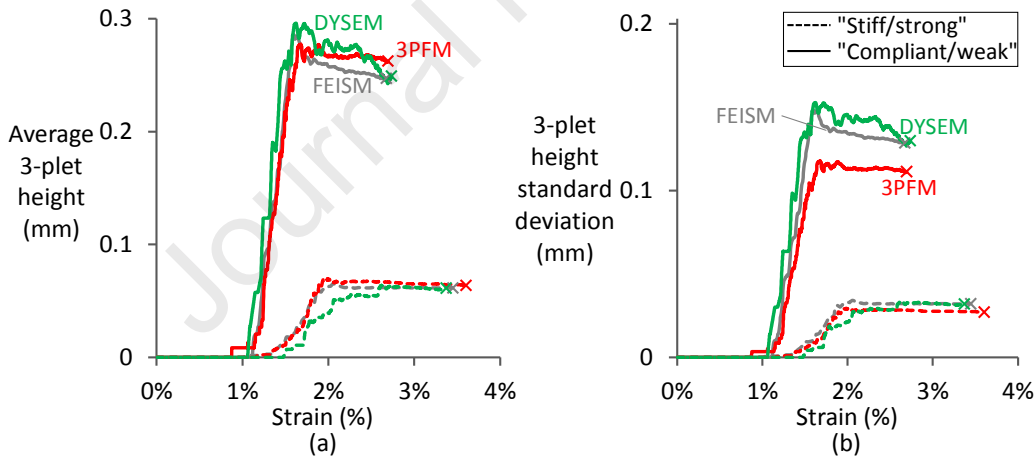 0.3
0.2
0.1
0
Average
3-plet
height
(mm)
DYSEM
3PFM
FEISM
0%
1%
2%
3%
4%
Strain (%)
(a)
0.2
0.1
0
3-plet
height
standard
deviation
(mm)
"Stiff/strong"
"Compliant/weak"
FEISM
DYSEM
3PFM
0%
1%
2%
3%
4%
Strain (%)
(b)
Journal